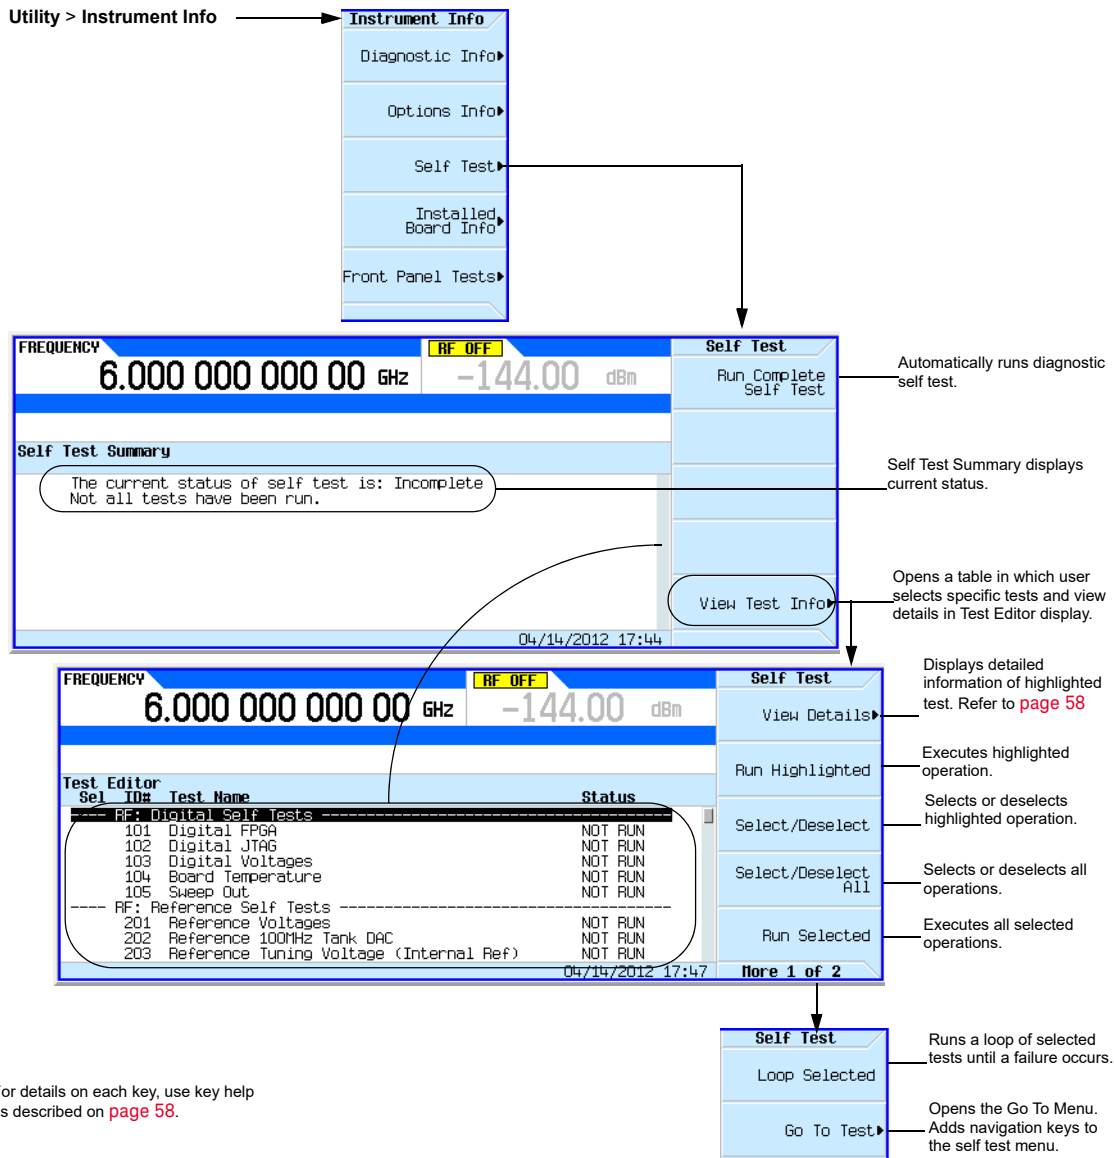 Utility > Instrument Info
Instrument Info
Diagnostic Info
Options Info
Self Test
Installed
Board Info
Front Panel Tests
FREQUENCY
6.000 000 000 00 GHz
RF OFF
-144.00 dBm
Self Test Summary
The current status of self test is: Incomplete
Not all tests have been run.
04/14/2012 17:44
Self Test
Run Complete
Self Test
View Test Info
Automatically runs diagnostic
self test.
Self Test Summary displays
current status.
Opens a table in which user
selects specific tests and view
details in Test Editor display.
FREQUENCY
6.000 000 000 00 GHz
RF OFF
-144.00 dBm
Test Editor
Sel ID# Test Name Status
---- RF: Digital Self Tests ----
101 Digital FPGA NOT RUN
102 Digital JTAG NOT RUN
103 Digital Voltages NOT RUN
104 Board Temperature NOT RUN
105 Sweep Out NOT RUN
---- RF: Reference Self Tests ----
201 Reference Voltages NOT RUN
202 Reference 100MHz Tank DAC NOT RUN
203 Reference Tuning Voltage (Internal Ref) NOT RUN
04/14/2012 17:47
Self Test
View Details
Run Highlighted
Select/Deselect
Select/Deselect
All
Run Selected
More 1 of 2
Displays detailed
information of highlighted
test. Refer to page 58
Executes highlighted
operation.
Selects or deselects
highlighted operation.
Selects or deselects all
operations.
Executes all selected
operations.
Self Test
Loop Selected
Go To Test
Runs a loop of selected
tests until a failure occurs.
Opens the Go To Menu.
Adds navigation keys to
the self test menu.
or details on each key, use key help
s described on page 58.